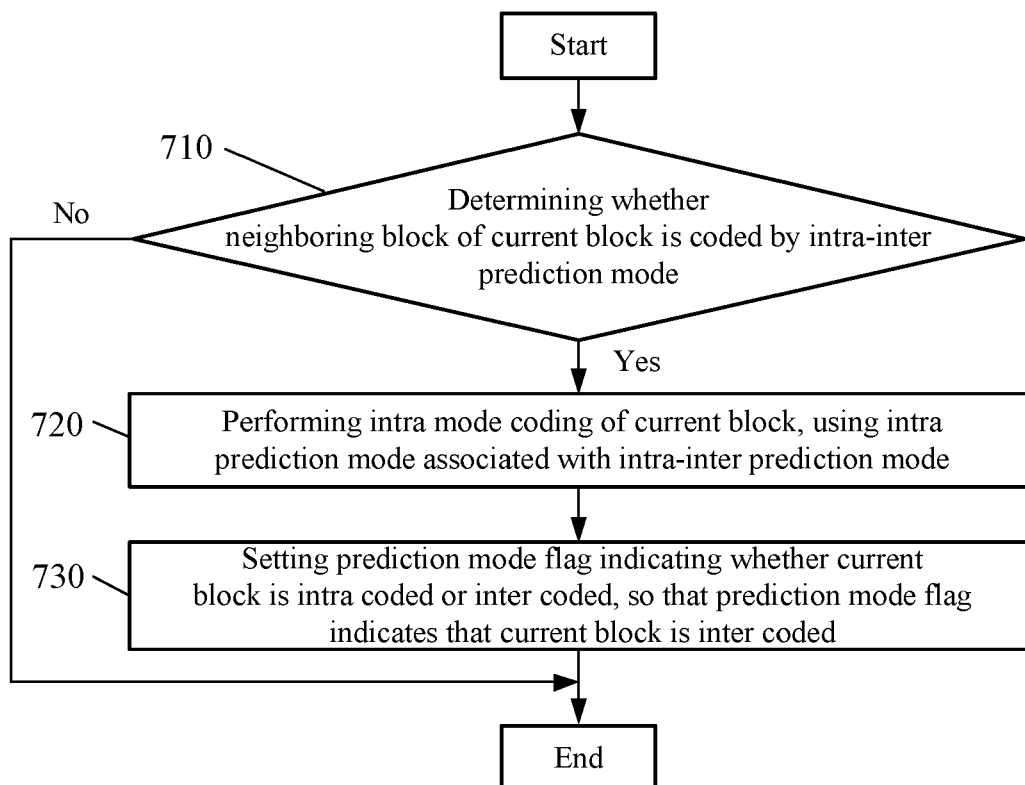 Start
710
No
Determining whether
neighboring block of current block is coded by intra-inter
prediction mode
Yes
720
Performing intra mode coding of current block, using intra
prediction mode associated with intra-inter prediction mode
730
Setting prediction mode flag indicating whether current
block is intra coded or inter coded, so that prediction mode flag
indicates that current block is inter coded
End